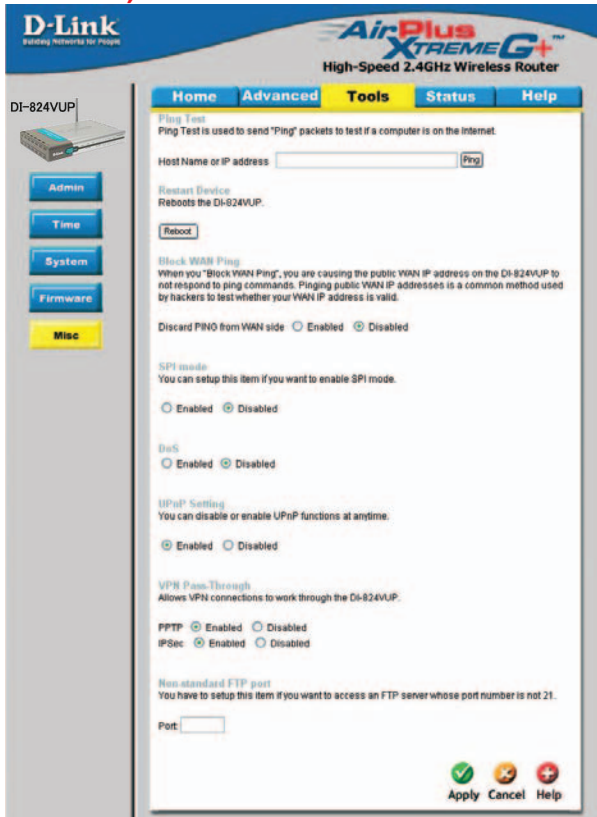 D-Link
Building Networks for People
AirPlus
XTREME G+™
High-Speed 2.4GHz Wireless Router
DI-824VUP
Home Advanced Tools Status Help
Admin
Time
System
Firmware
Misc
Ping Test
Ping Test is used to send "Ping" packets to test if a computer is on the Internet.
Host Name or IP address Ping
Restart Device
Reboots the DI-824VUP.
Reboot
Block WAN Ping
When you "Block WAN Ping", you are causing the public WAN IP address on the DI-824VUP to
not respond to ping commands. Pinging public WAN IP addresses is a common method used
by hackers to test whether your WAN IP address is valid.
Discard PING from WAN side Enabled Disabled
SPI mode
You can setup this item if you want to enable SPI mode.
Enabled Disabled
DoS
Enabled Disabled
UPnP Setting
You can disable or enable UPnP functions at anytime.
Enabled Disabled
VPN Pass-Through
Allows VPN connections to work through the DI-824VUP.
PPTP Enabled Disabled
IPSec Enabled Disabled
Non-standard FTP port
You have to setup this item if you want to access an FTP server whose port number is not 21.
Port:
Apply Cancel Help